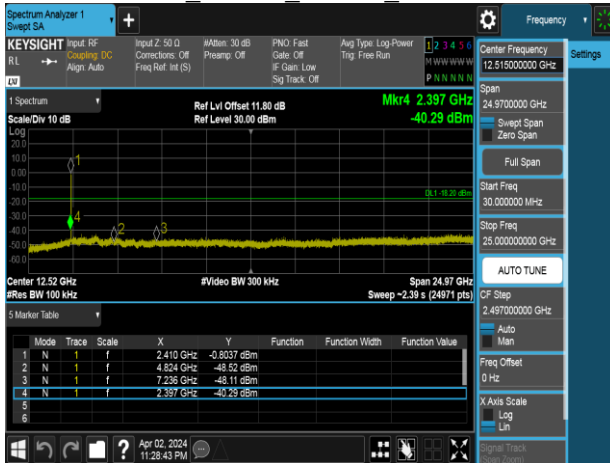 Spectrum Analyzer 1
Swept SA
+
Frequency
KEYSIGHT
RL
Input: RF
Coupling: DC
Align: Auto
Input Z: 50 Ω
Corrections: Off
Freq Ref: Int (S)
#Atten: 30 dB
Preamp: Off
PNO: Fast
Gate: Off
IF Gain: Low
Sig Track: Off
Avg Type: Log-Power
Trig: Free Run
1 2 3 4 5 6
M W W W W W
P N N N N N
LXI
1 Spectrum
Scale/Div 10 dB
Ref Lvl Offset 11.80 dB
Ref Level 30.00 dBm
Mkr4 2.397 GHz
-40.29 dBm
Log
20.0
10.0
0.00
-10.0
-20.0
-30.0
-40.0
-50.0
-60.0
1
4
2
3
DL1 -18.20 dBm
Center 12.52 GHz
#Res BW 100 kHz
#Video BW 300 kHz
Span 24.97 GHz
Sweep ~2.39 s (24971 pts)
5 Marker Table
Mode Trace Scale X Y Function Function Width Function Value
1 N 1 f 2.410 GHz -0.8037 dBm
2 N 1 f 4.824 GHz -48.52 dBm
3 N 1 f 7.236 GHz -48.11 dBm
4 N 1 f 2.397 GHz -40.29 dBm
5
6
?
Apr 02, 2024
11:28:43 PM
Center Frequency
12.515000000 GHz
Settings
Span
24.9700000 GHz
Swept Span
Zero Span
Full Span
Start Freq
30.000000 MHz
Stop Freq
25.000000000 GHz
AUTO TUNE
CF Step
2.497000000 GHz
Auto
Man
Freq Offset
0 Hz
X Axis Scale
Log
Lin
Signal Track
(Span Zoom)